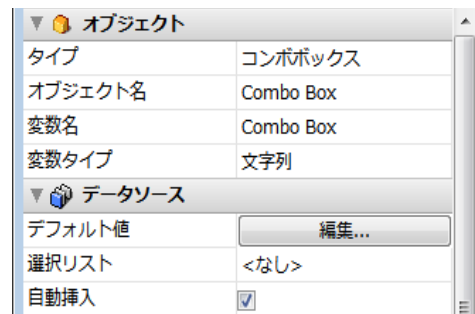 オブジェクト
タイプ コンボボックス
オブジェクト名 Combo Box
変数名 Combo Box
変数タイプ 文字列
データソース
デフォルト値 編集...
選択リスト <なし>
自動挿入